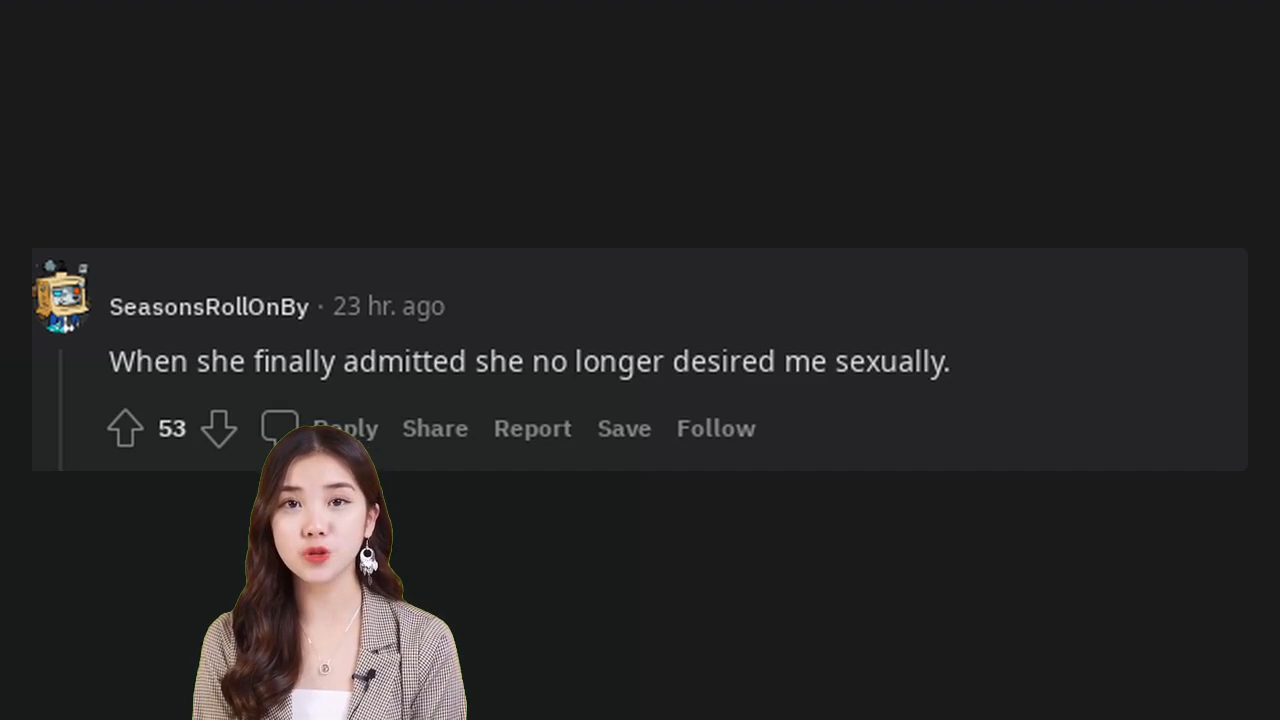 SeasonsRollOnBy · 23 hr. ago
When she finally admitted she no longer desired me sexually.
53 Reply Share Report Save Follow